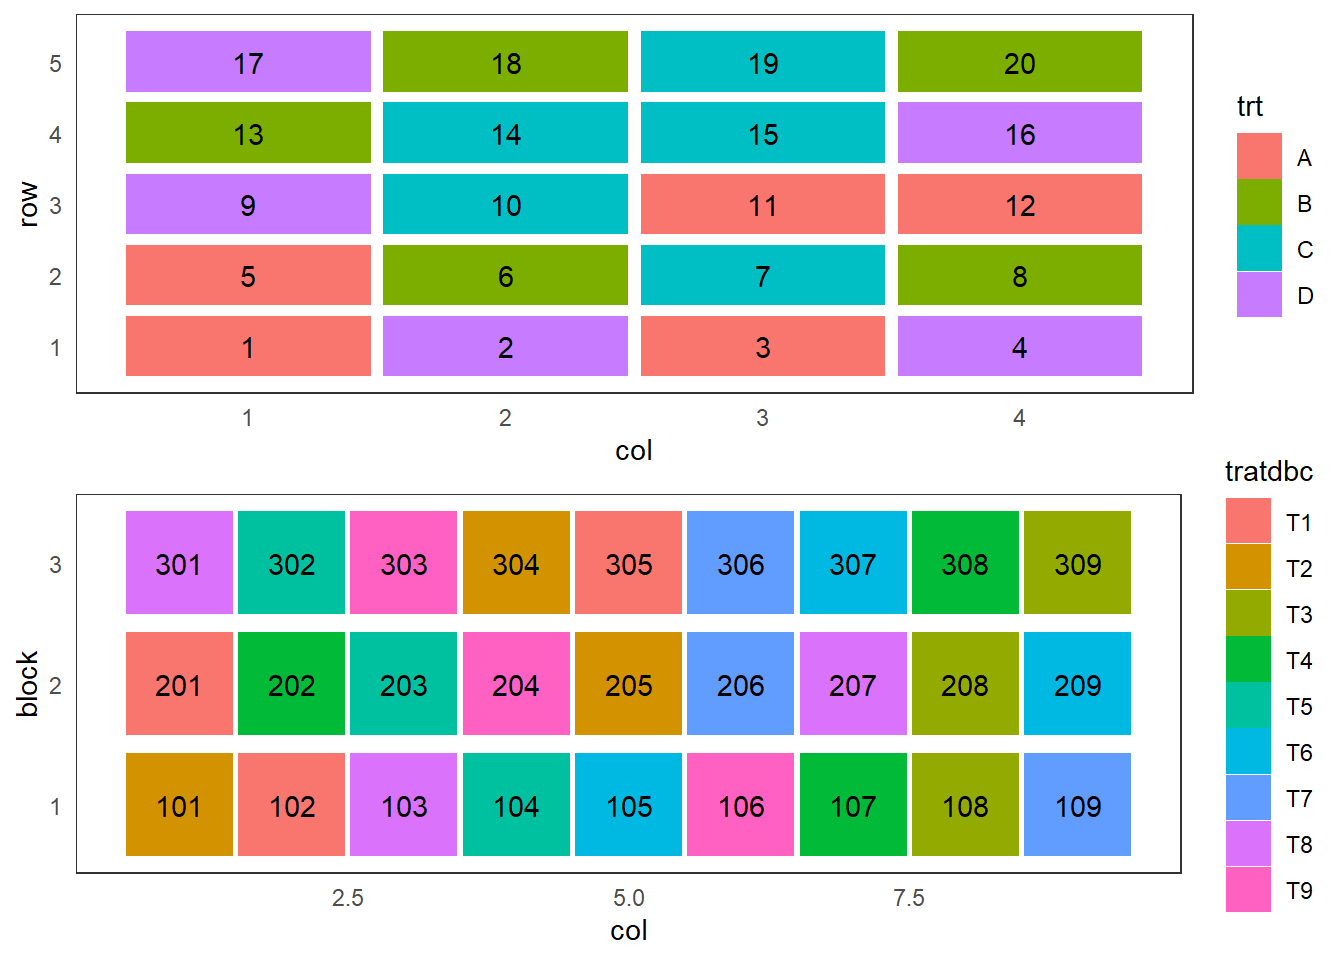 5 17 18 19 20
4 13 14 15 16
row
3 9 10 11 12
2 5 6 7 8
1 1 2 3 4
1 2 3 4
col
trt
A
B
C
D
3 301 302 303 304 305 306 307 308 309
block
2 201 202 203 204 205 206 207 208 209
1 101 102 103 104 105 106 107 108 109
2.5 5.0 7.5
col
tratdbc
T1
T2
T3
T4
T5
T6
T7
T8
T9